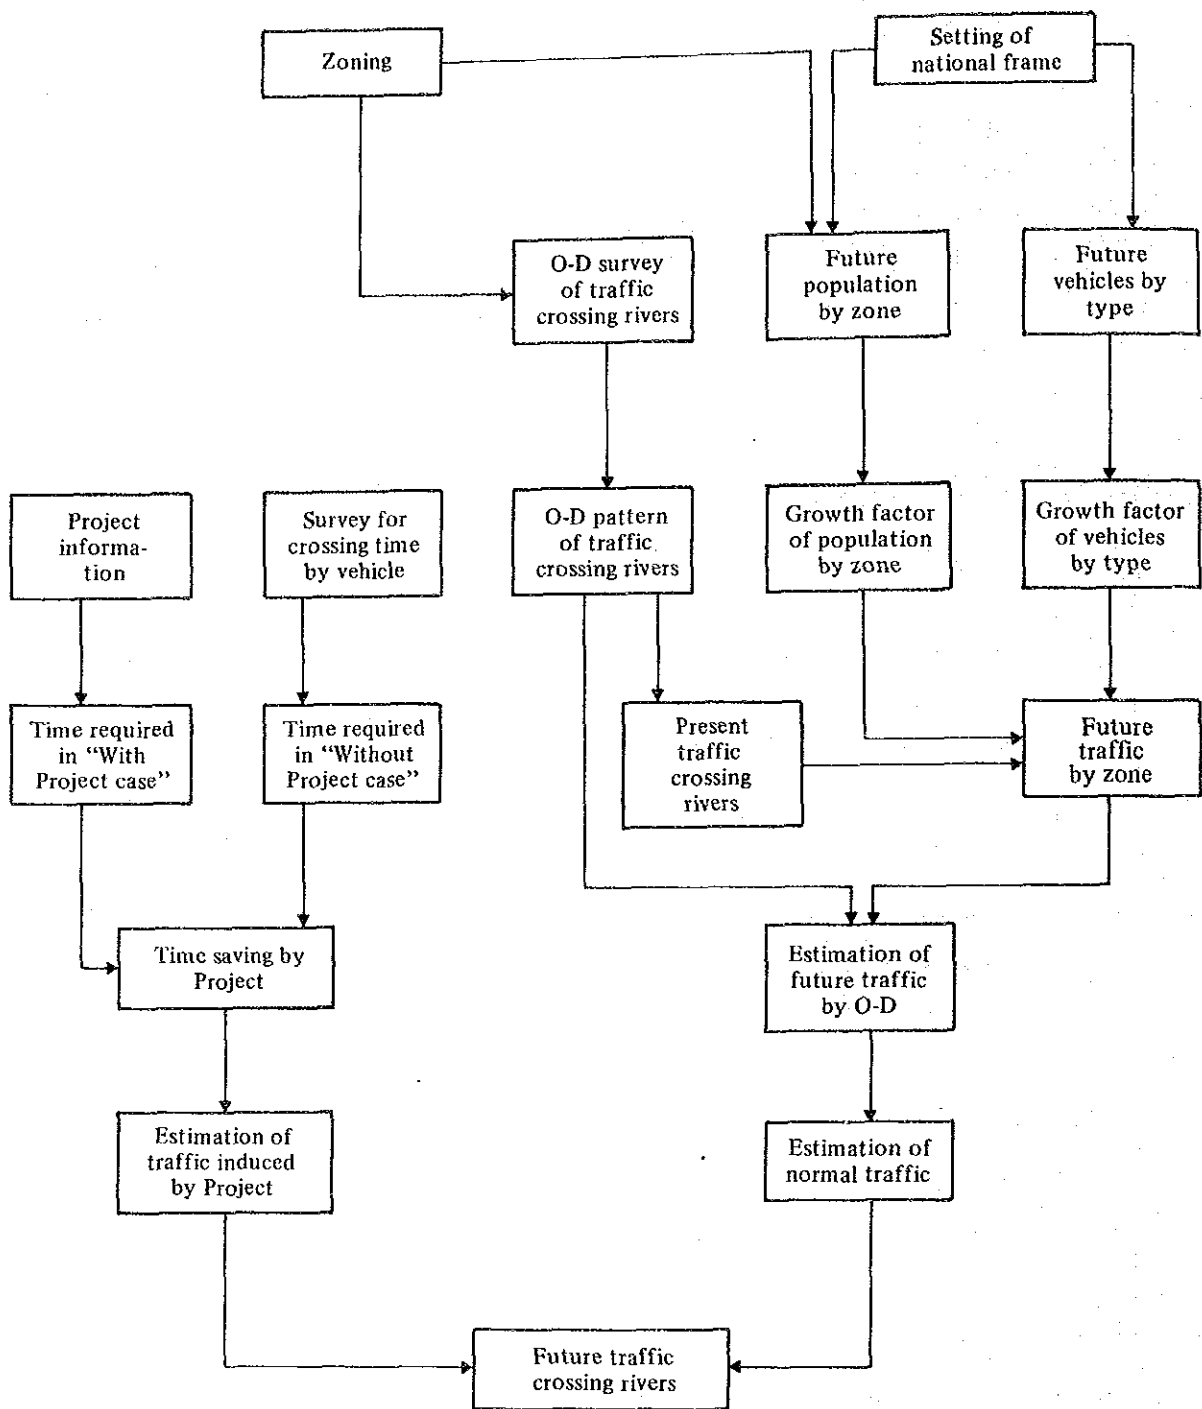 Zoning
Setting of
national frame
O-D survey
of traffic
crossing rivers
Future
population
by zone
Future
vehicles by
type
Project
informa-
tion
Survey for
crossing time
by vehicle
O-D pattern
of traffic
crossing rivers
Growth factor
of population
by zone
Growth factor
of vehicles
by type
Time required
in “With
Project case”
Time required
in “Without
Project case”
Present
traffic
crossing
rivers
Future
traffic
by zone
Time saving by
Project
Estimation of
future traffic
by O-D
Estimation of
traffic induced
by Project
Estimation of
normal traffic
Future traffic
crossing rivers